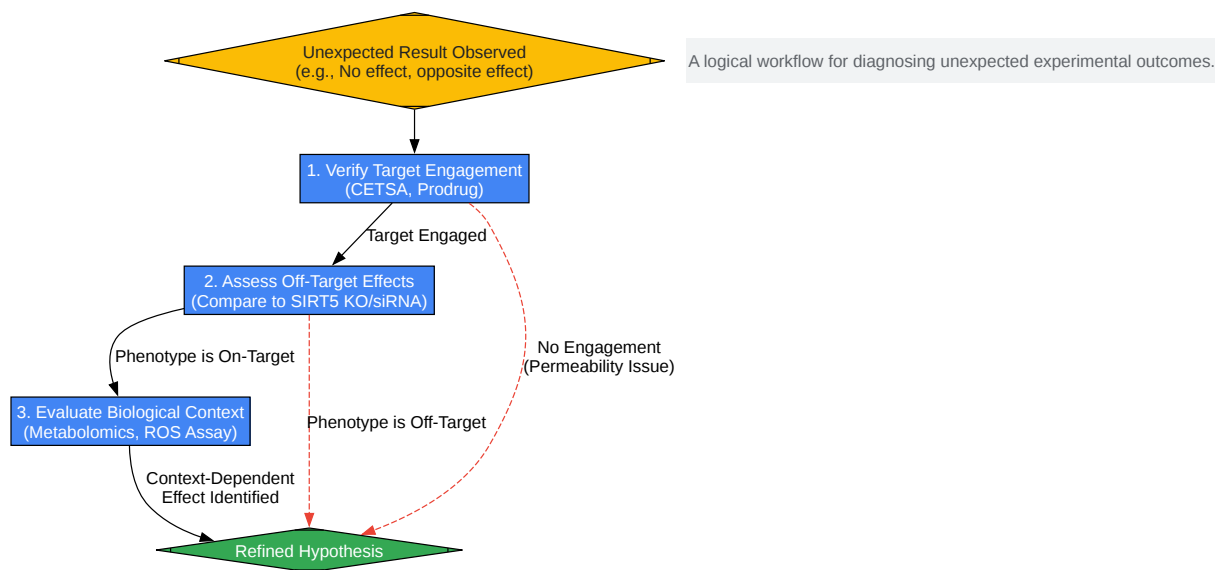 Unexpected Result Observed
(e.g., No effect, opposite effect)
A logical workflow for diagnosing unexpected experimental outcomes.
1. Verify Target Engagement
(CETSA, Prodrug)
Target Engaged
2. Assess Off-Target Effects
(Compare to SIRT5 KO/siRNA)
No Engagement
(Permeability Issue)
Phenotype is On-Target
3. Evaluate Biological Context
(Metabolomics, ROS Assay)
Phenotype is Off-Target
Context-Dependent
Effect Identified
Refined Hypothesis